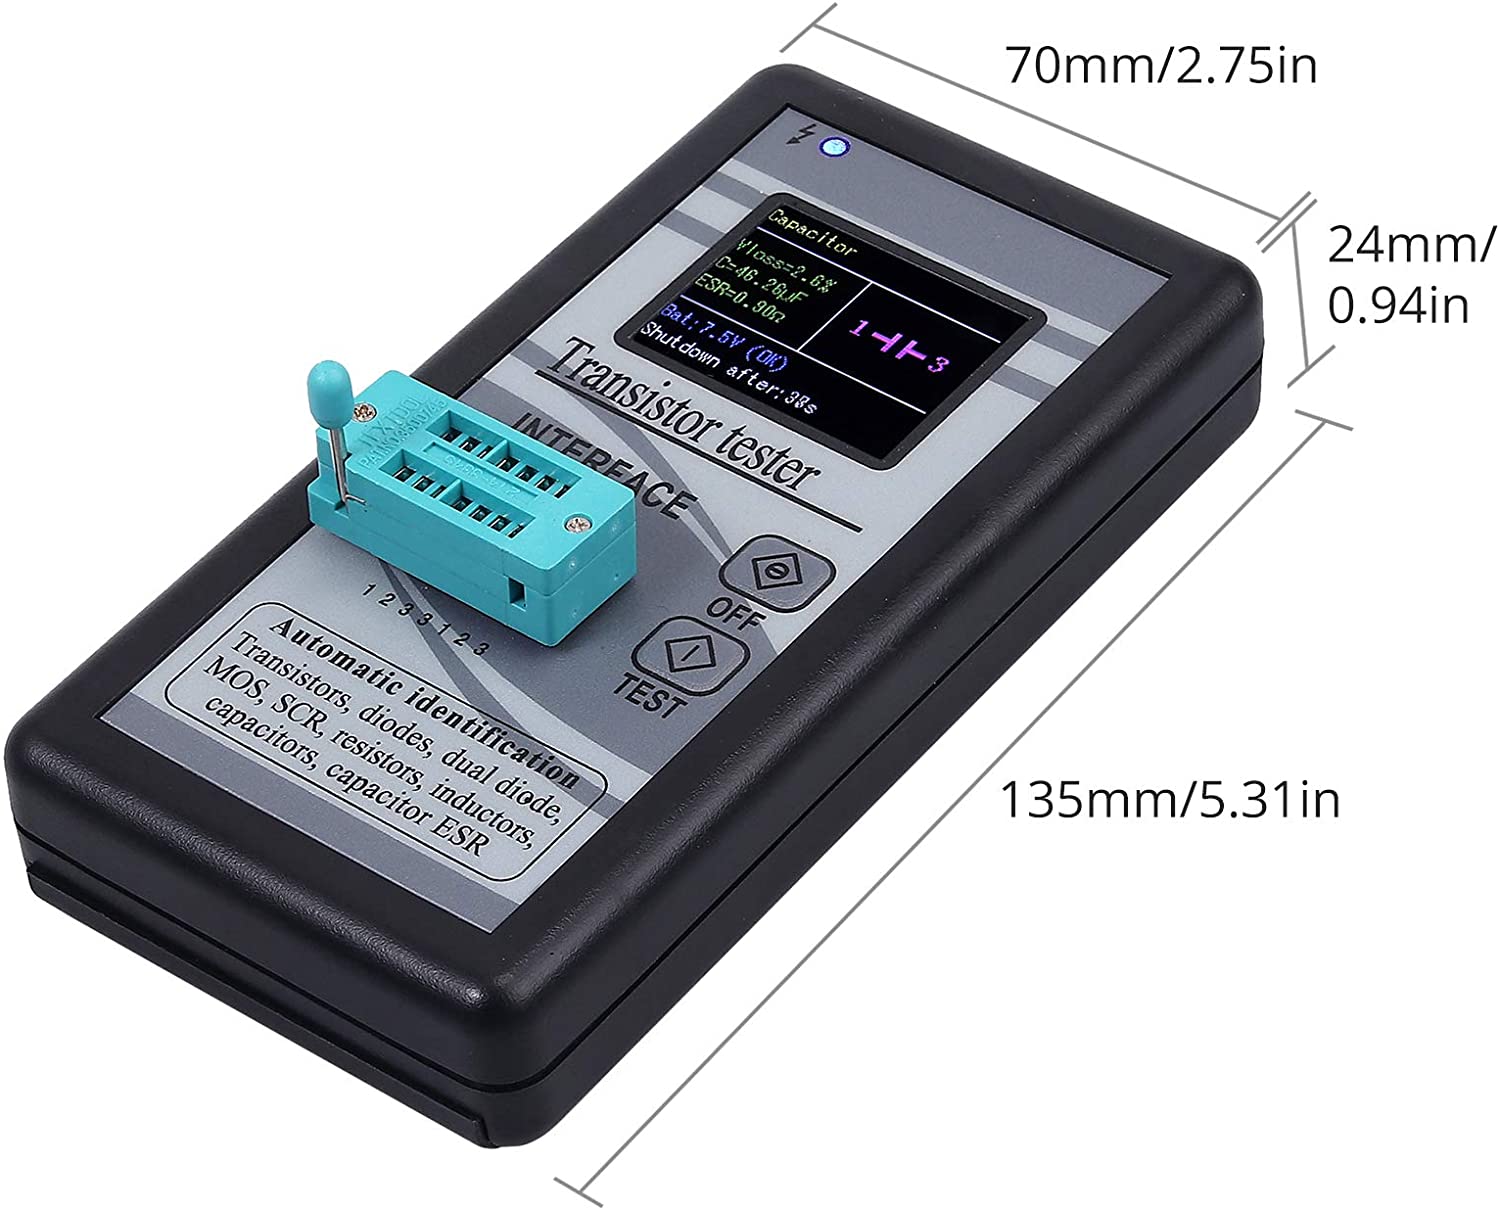 70mm/2.75in
24mm/
0.94in
135mm/5.31in
Capacitor
Vloss=2.6%
C=46.26µF
ESR=0.90Ω
1 3
Bat:7.5V (OK)
Shutdown after:
Transistor tester
INTERFACE
OFF
TEST
1 2 3 3 1 2 3
Automatic identification
Transistors, diodes, dual diode,
MOS, SCR, resistors, inductors,
capacitors, capacitor ESR